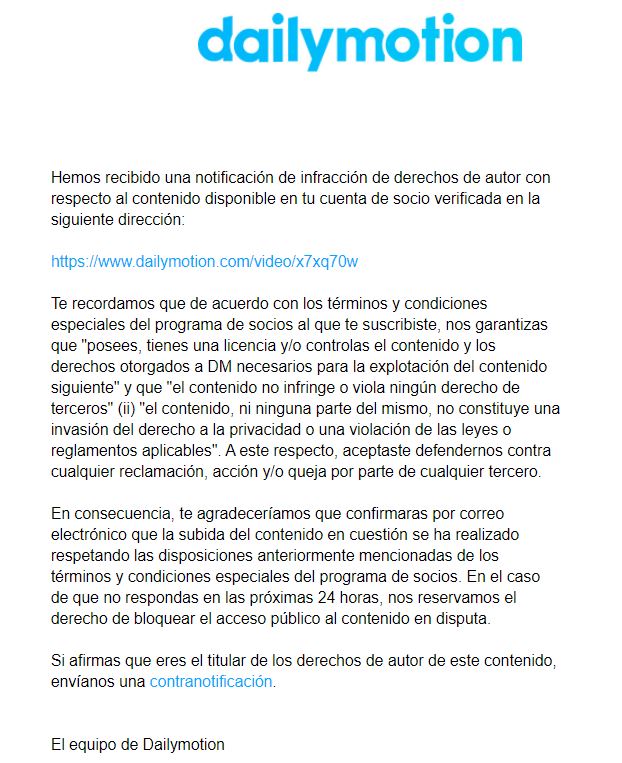 dailymotion
Hemos recibido una notificación de infracción de derechos de autor con
respecto al contenido disponible en tu cuenta de socio verificada en la
siguiente dirección:
https://www.dailymotion.com/video/x7xq70w
Te recordamos que de acuerdo con los términos y condiciones
especiales del programa de socios al que te suscribiste, nos garantizas
que "posees, tienes una licencia y/o controlas el contenido y los
derechos otorgados a DM necesarios para la explotación del contenido
siguiente" y que "el contenido no infringe o viola ningún derecho de
terceros" (ii) "el contenido, ni ninguna parte del mismo, no constituye una
invasión del derecho a la privacidad o una violación de las leyes o
reglamentos aplicables". A este respecto, aceptaste defendernos contra
cualquier reclamación, acción y/o queja por parte de cualquier tercero.
En consecuencia, te agradeceríamos que confirmaras por correo
electrónico que la subida del contenido en cuestión se ha realizado
respetando las disposiciones anteriormente mencionadas de los
términos y condiciones especiales del programa de socios. En el caso
de que no respondas en las próximas 24 horas, nos reservamos el
derecho de bloquear el acceso público al contenido en disputa.
Si afirmas que eres el titular de los derechos de autor de este contenido,
envíanos una contranotificación.
El equipo de Dailymotion